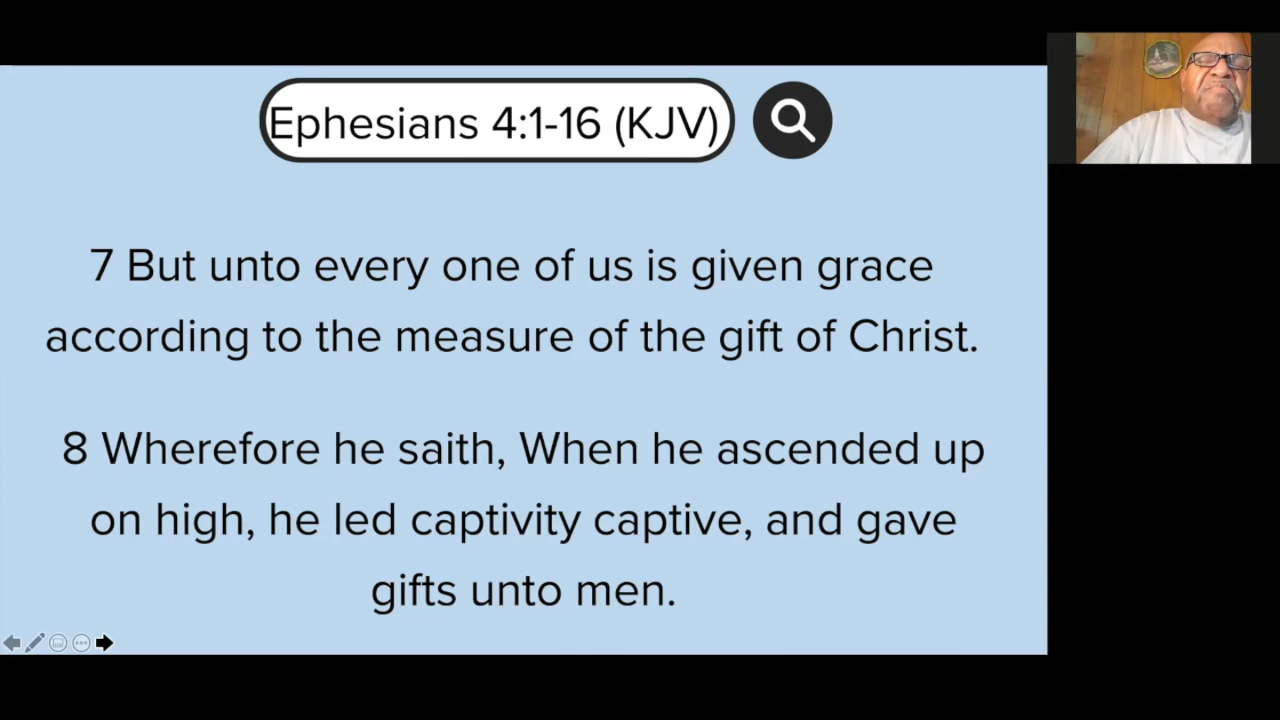 Ephesians 4:1-16 (KJV)
7 But unto every one of us is given grace
according to the measure of the gift of Christ.
8 Wherefore he saith, When he ascended up
on high, he led captivity captive, and gave
gifts unto men.